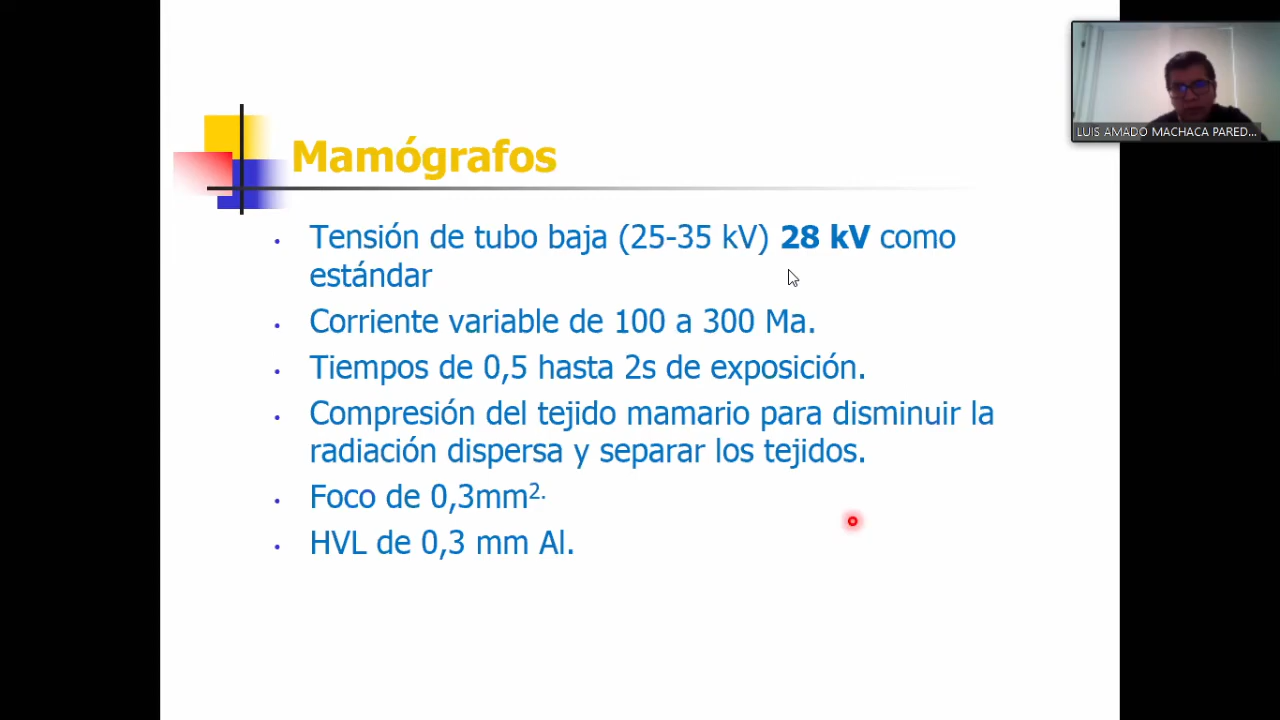 LUIS AMADO MACHACA PARED...
Mamógrafos
• Tensión de tubo baja (25-35 kV) 28 kV como
estándar
• Corriente variable de 100 a 300 Ma.
• Tiempos de 0,5 hasta 2s de exposición.
• Compresión del tejido mamario para disminuir la
radiación dispersa y separar los tejidos.
• Foco de 0,3mm².
• HVL de 0,3 mm Al.